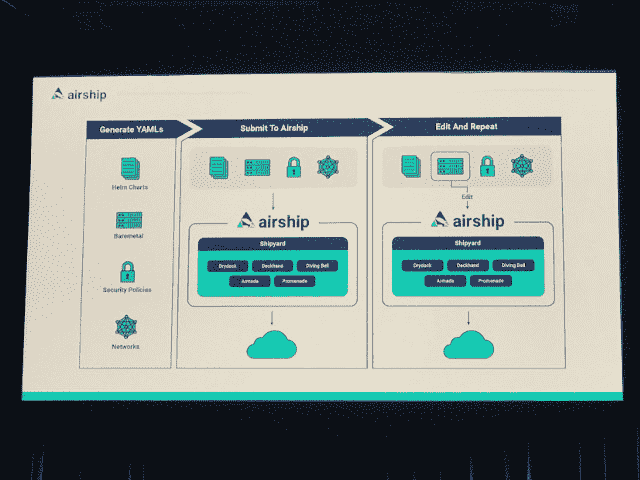 airship
Generate YAMLs
Submit To Airship
Edit And Repeat
Helm Charts
Baremetal
Security Policies
Networks
airship
Shipyard
Drydock Deckhand Diving Bell
Armada Promenade
Edit
airship
Shipyard
Drydock Deckhand Diving Bell
Armada Promenade